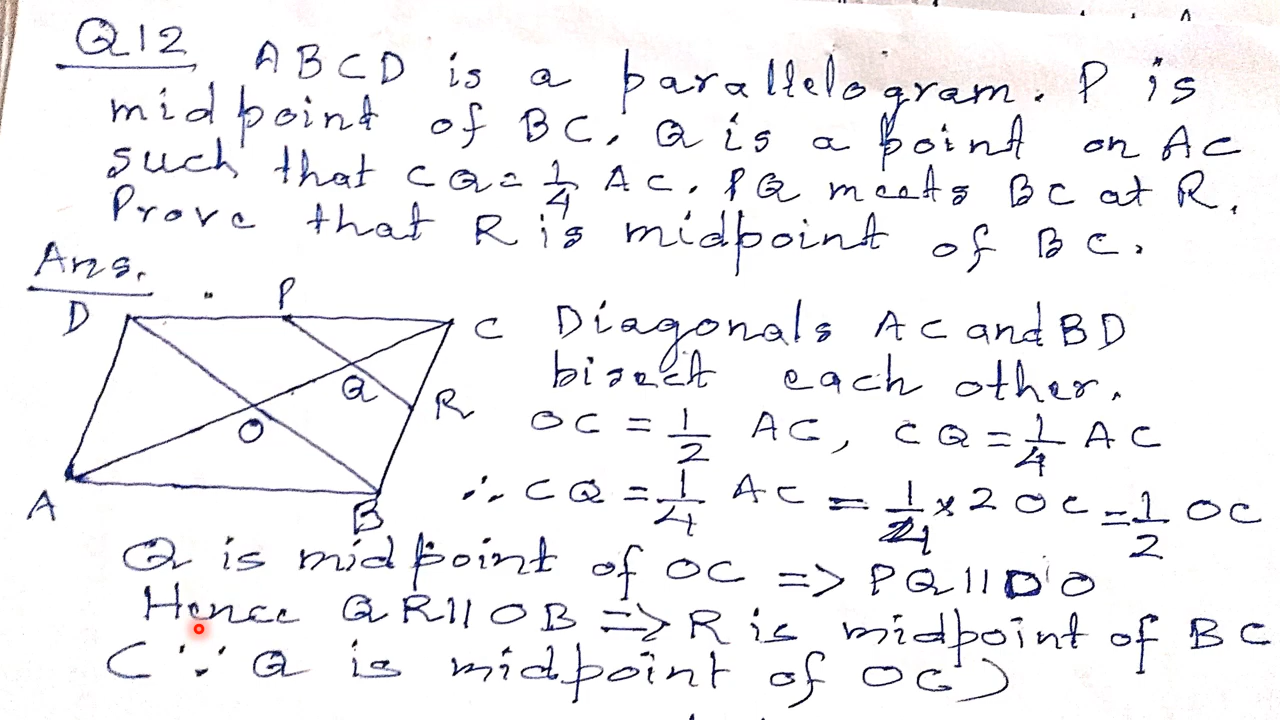 Q12 ABCD is a parallelogram. P is
midpoint of BC. Q is a point on AC
such that CQ = 1/4 AC. PQ meets BC at R.
Prove that R is midpoint of BC.
Ans.
D P C
Q R
O
A B
Diagonals AC and BD
bisect each other.
OC = 1/2 AC, CQ = 1/4 AC
∴ CQ = 1/4 AC = 1/4 × 2 OC = 1/2 OC
Q is midpoint of OC => PQ || DO
Hence QR || OB => R is midpoint of BC
(∵ Q is midpoint of OC)